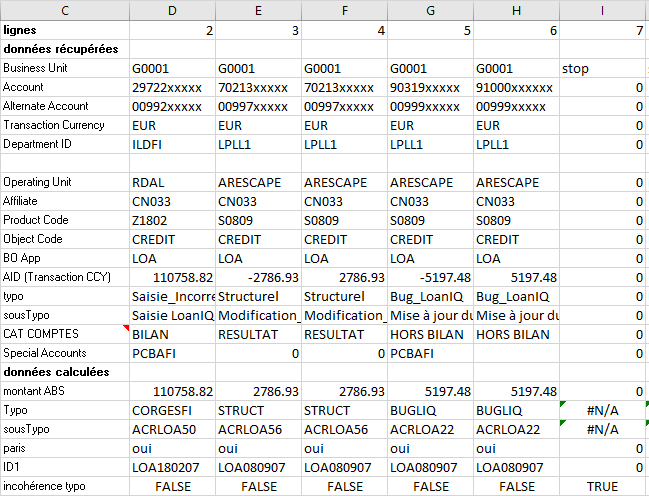 C D E F G H I
lignes 2 3 4 5 6 7
données récupérées
Business Unit G0001 G0001 G0001 G0001 G0001 stop
Account 29722xxxxx 70213xxxxx 70213xxxxx 90319xxxxx 91000xxxxxx 0
Alternate Account 00992xxxxx 00997xxxxx 00997xxxxx 00999xxxxx 00999xxxxx 0
Transaction Currency EUR EUR EUR EUR EUR 0
Department ID ILDFI LPLL1 LPLL1 LPLL1 LPLL1 0
Operating Unit RDAL ARESCAPE ARESCAPE ARESCAPE ARESCAPE 0
Affiliate CN033 CN033 CN033 CN033 CN033 0
Product Code Z1802 S0809 S0809 S0809 S0809 0
Object Code CREDIT CREDIT CREDIT CREDIT CREDIT 0
BO App LOA LOA LOA LOA LOA 0
AID (Transaction CCY) 110758.82 -2786.93 2786.93 -5197.48 5197.48 0
typo Saisie_Incorre Structurel Structurel Bug_LoanIQ Bug_LoanIQ 0
sousTypo Saisie LoanIQ Modification_ Modification_ Mise à jour du Mise à jour du 0
CAT COMPTES BILAN RESULTAT RESULTAT HORS BILAN HORS BILAN 0
Special Accounts PCBAFI 0 0 PCBAFI 0
données calculées
montant ABS 110758.82 2786.93 2786.93 5197.48 5197.48 0
Typo CORGESFI STRUCT STRUCT BUGLIQ BUGLIQ #N/A
sousTypo ACRLOA50 ACRLOA56 ACRLOA56 ACRLOA22 ACRLOA22 #N/A
paris oui oui oui oui oui 0
ID1 LOA180207 LOA080907 LOA080907 LOA080907 LOA080907 0
incohérence typo FALSE FALSE FALSE FALSE FALSE TRUE